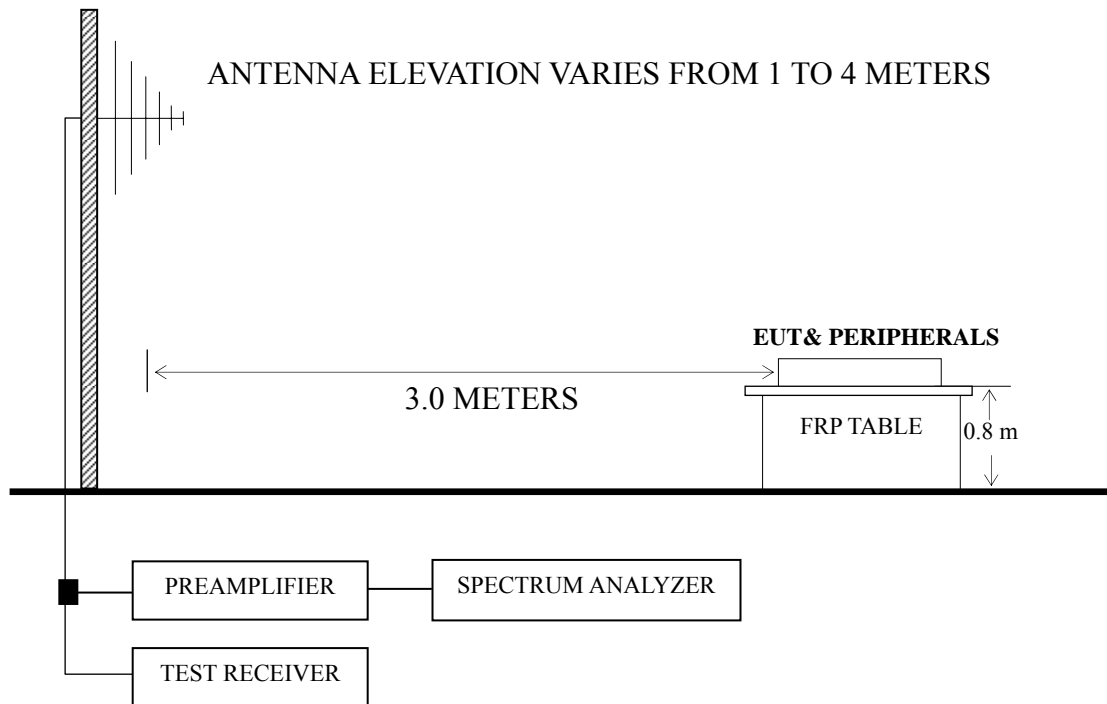 ANTENNA ELEVATION VARIES FROM 1 TO 4 METERS
EUT& PERIPHERALS
3.0 METERS
FRP TABLE
0.8 m
PREAMPLIFIER
SPECTRUM ANALYZER
TEST RECEIVER